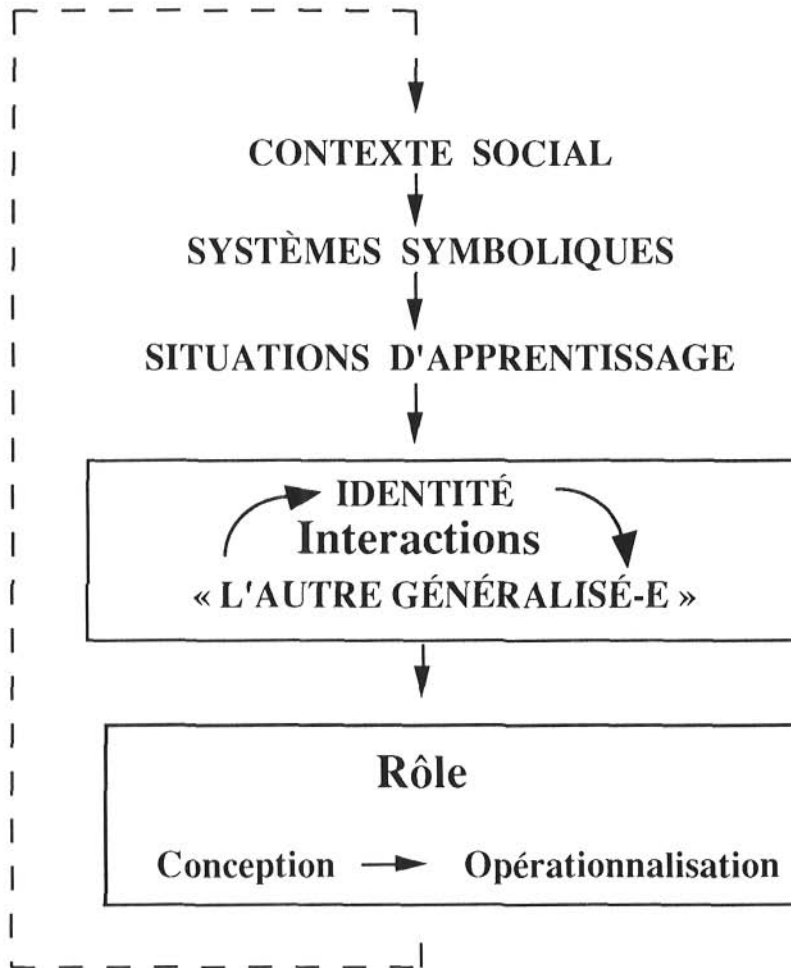 CONTEXTE SOCIAL
SYSTÈMES SYMBOLIQUES
SITUATIONS D'APPRENTISSAGE
IDENTITÉ
Interactions
« L'AUTRE GÉNÉRALISÉ-E »
Rôle
Conception Opérationnalisation